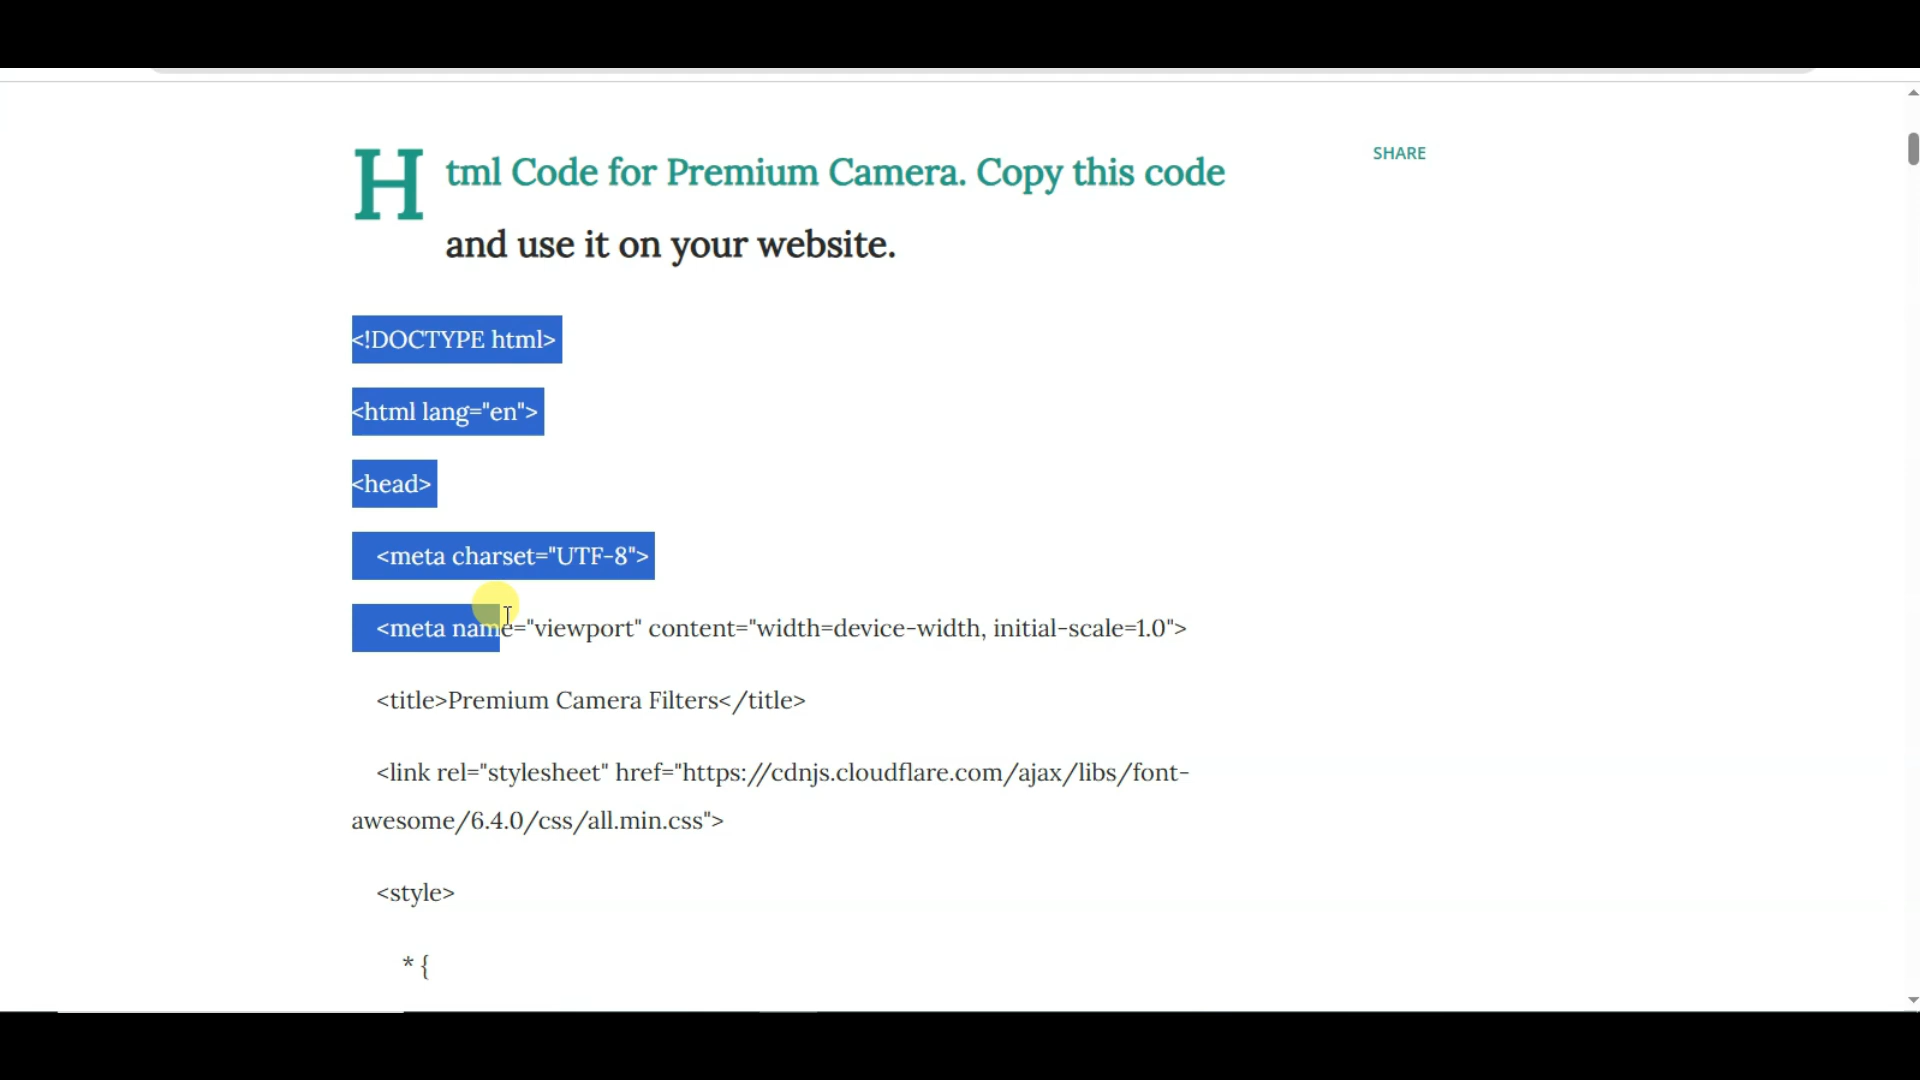 Html Code for Premium Camera. Copy this code
SHARE
and use it on your website.
<!DOCTYPE html>
<html lang="en">
<head>
<meta charset="UTF-8">
<meta name="viewport" content="width=device-width, initial-scale=1.0">
<title>Premium Camera Filters</title>
<link rel="stylesheet" href="https://cdnjs.cloudflare.com/ajax/libs/font-
awesome/6.4.0/css/all.min.css">
<style>
* {